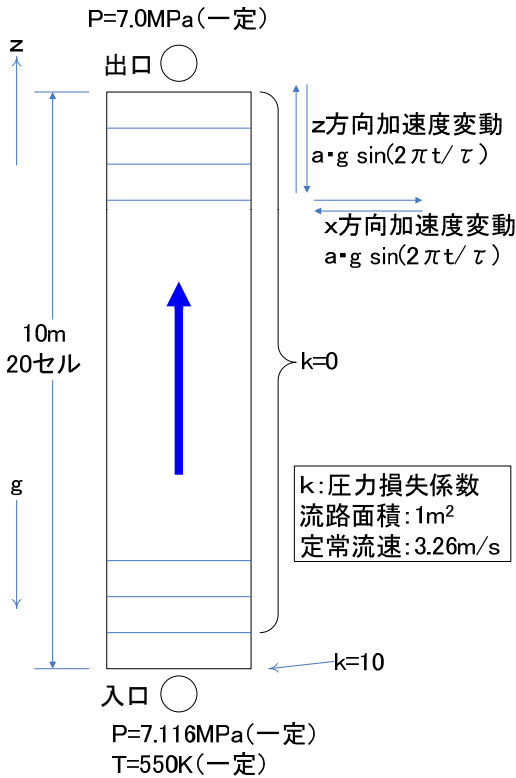 P=7.0MPa(一定)
z
出口
z方向加速度変動
a・g sin(2πt/τ)
x方向加速度変動
a・g sin(2πt/τ)
10m
20セル
k=0
g
k:圧力損失係数
流路面積:1m²
定常流速:3.26m/s
k=10
入口
P=7.116MPa(一定)
T=550K(一定)